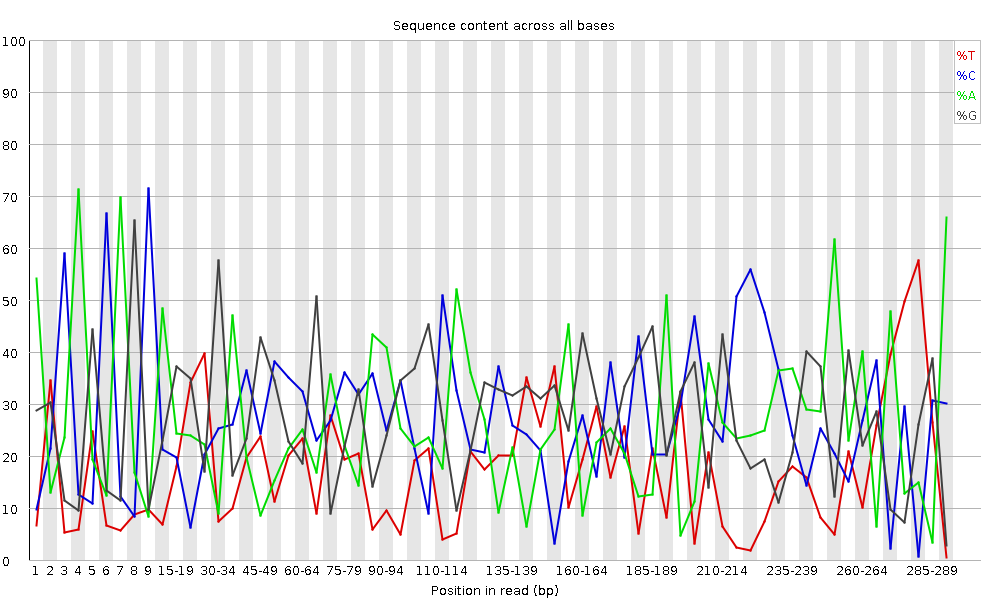 Sequence content across all bases
100
90
80
70
60
50
40
30
20
10
0
%T
%C
%A
%G
1 2 3 4 5 6 7 8 9 15-19 30-34 45-49 60-64 75-79 90-94 110-114 135-139 160-164 185-189 210-214 235-239 260-264 285-289
Position in read (bp)